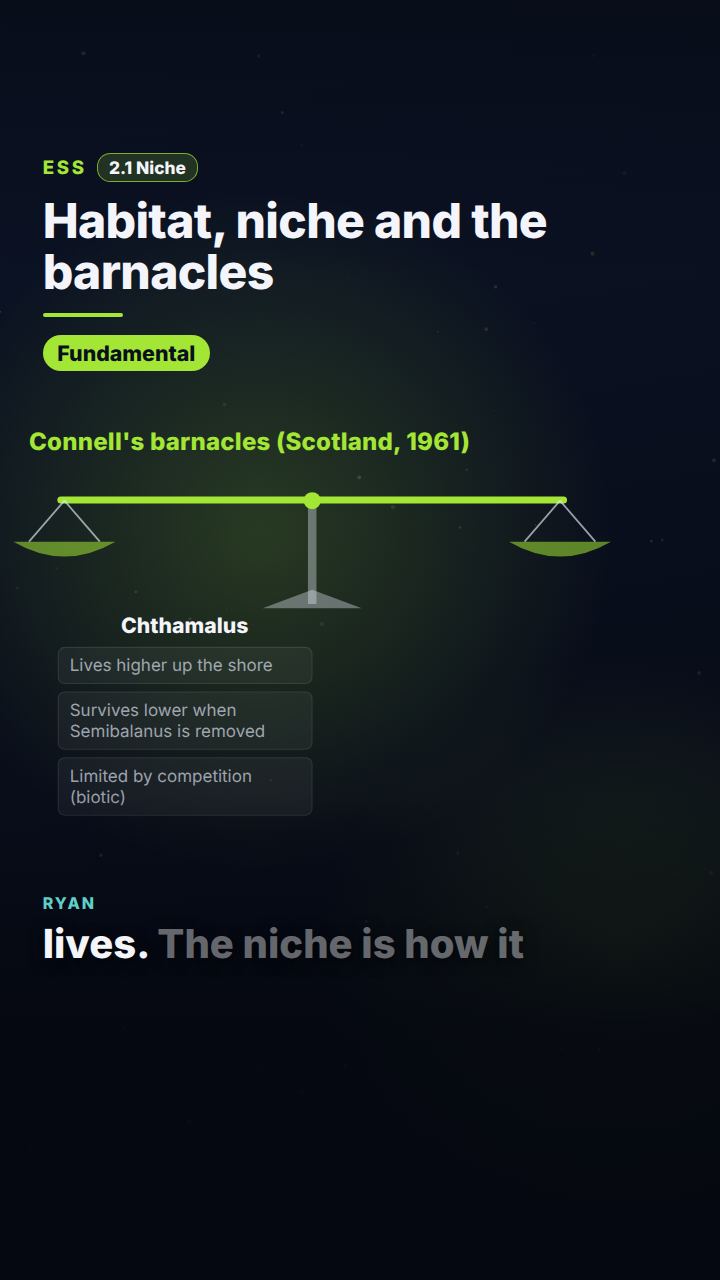 ESS 2.1 Niche
Habitat, niche and the
barnacles
Fundamental
Connell's barnacles (Scotland, 1961)
Chthamalus
Lives higher up the shore
Survives lower when
Semibalanus is removed
Limited by competition
(biotic)
RYAN
lives. The niche is how it